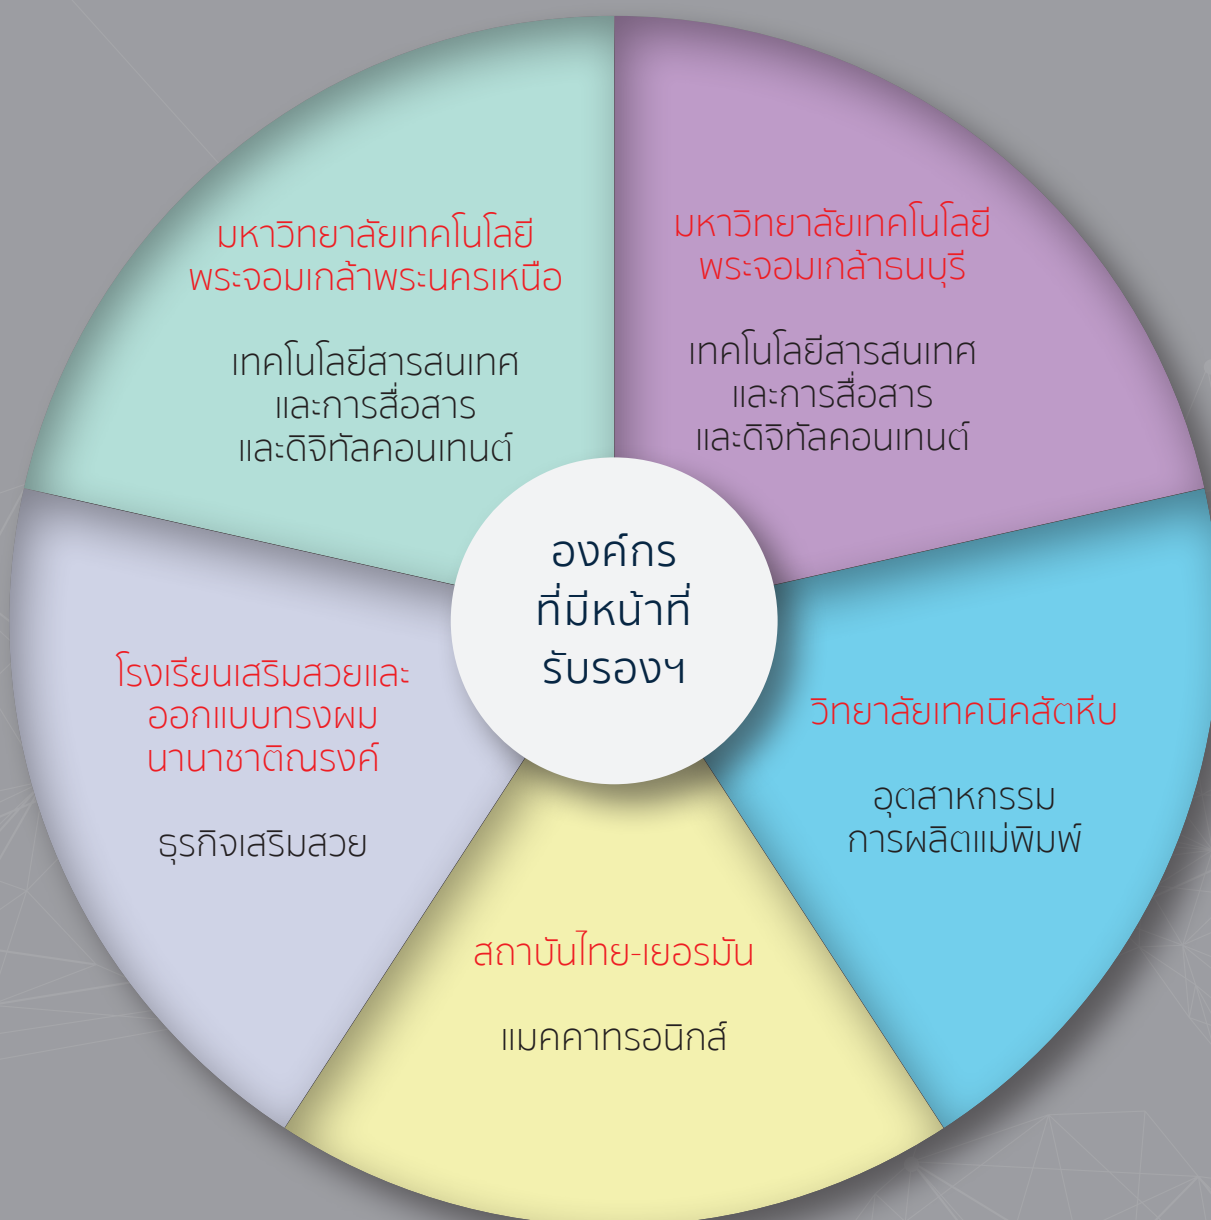 มหาวิทยาลัยเทคโนโลยี
พระจอมเกล้าพระนครเหนือ
เทคโนโลยีสารสนเทศ
และการสื่อสาร
และดิจิทัลคอนเทนต์
มหาวิทยาลัยเทคโนโลยี
พระจอมเกล้าธนบุรี
เทคโนโลยีสารสนเทศ
และการสื่อสาร
และดิจิทัลคอนเทนต์
องค์กร
ที่มีหน้าที่
รับรองฯ
โรงเรียนเสริมสวยและ
ออกแบบทรงผม
นานาชาติณรงค์
ธุรกิจเสริมสวย
วิทยาลัยเทคนิคสัตหีบ
อุตสาหกรรม
การผลิตแม่พิมพ์
สถาบันไทย-เยอรมัน
แมคคาทรอนิกส์